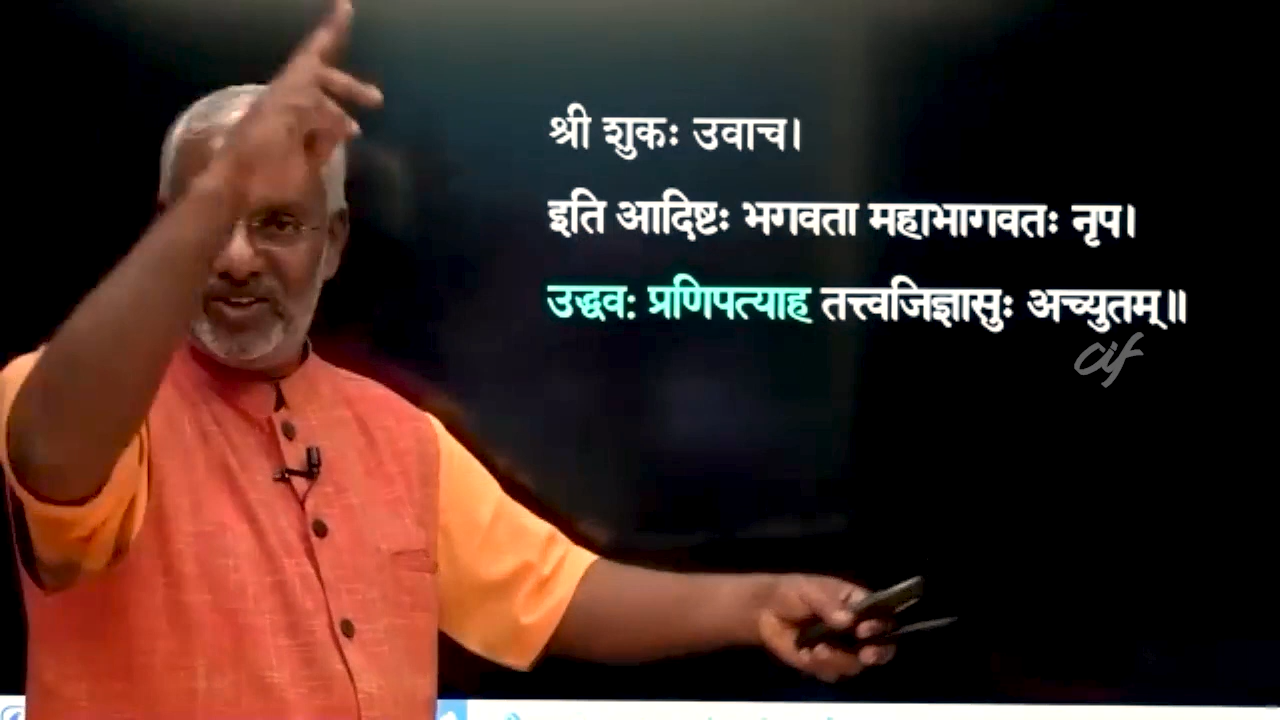 श्री शुकः उवाच।
इति आदिष्टः भगवता महाभागवतः नृप।
उद्धवः प्रणिपत्याह तत्त्वजिज्ञासुः अच्युतम्॥
cif